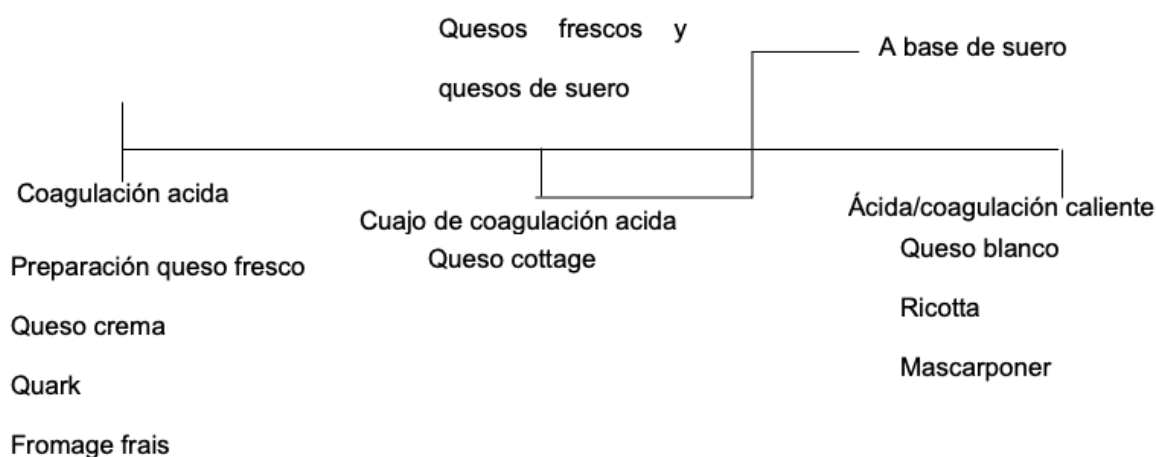 Quesos frescos y
quesos de suero
A base de suero
Coagulación acida
Preparación queso fresco
Queso crema
Quark
Fromage frais
Cuajo de coagulación acida
Queso cottage
Ácida/coagulación caliente
Queso blanco
Ricotta
Mascarponer